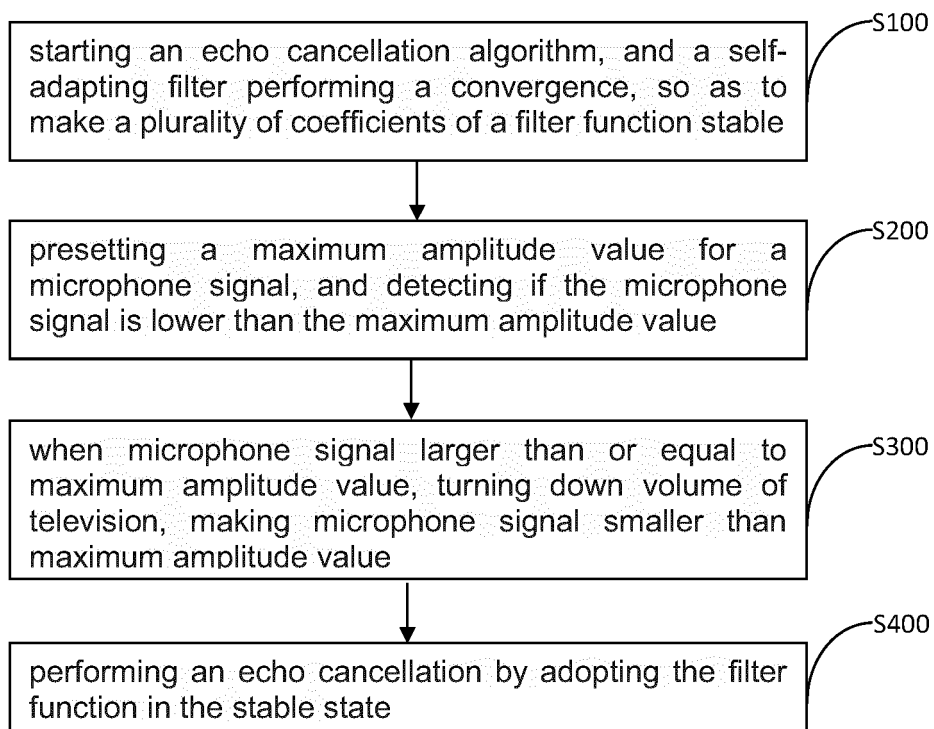 S100
starting an echo cancellation algorithm, and a self-
adapting filter performing a convergence, so as to
make a plurality of coefficients of a filter function stable
S200
presetting a maximum amplitude value for a
microphone signal, and detecting if the microphone
signal is lower than the maximum amplitude value
S300
when microphone signal larger than or equal to
maximum amplitude value, turning down volume of
television, making microphone signal smaller than
maximum amplitude value
S400
performing an echo cancellation by adopting the filter
function in the stable state